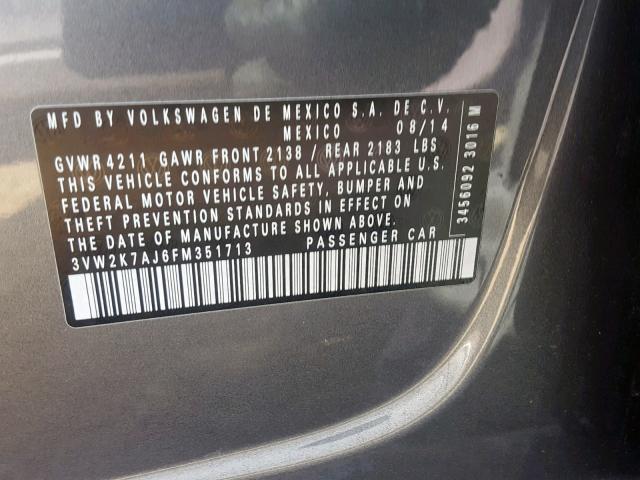 MFD BY VOLKSWAGEN DE MEXICO S.A. DE C.V.
MEXICO 08/14
GVWR 4211 GAWR FRONT 2138 / REAR 2183 LBS
THIS VEHICLE CONFORMS TO ALL APPLICABLE U.S.
FEDERAL MOTOR VEHICLE SAFETY, BUMPER AND
THEFT PREVENTION STANDARDS IN EFFECT ON
THE DATE OF MANUFACTURE SHOWN ABOVE.
3VW2K7AJ6FM351713 PASSENGER CAR
3456092 3016 M